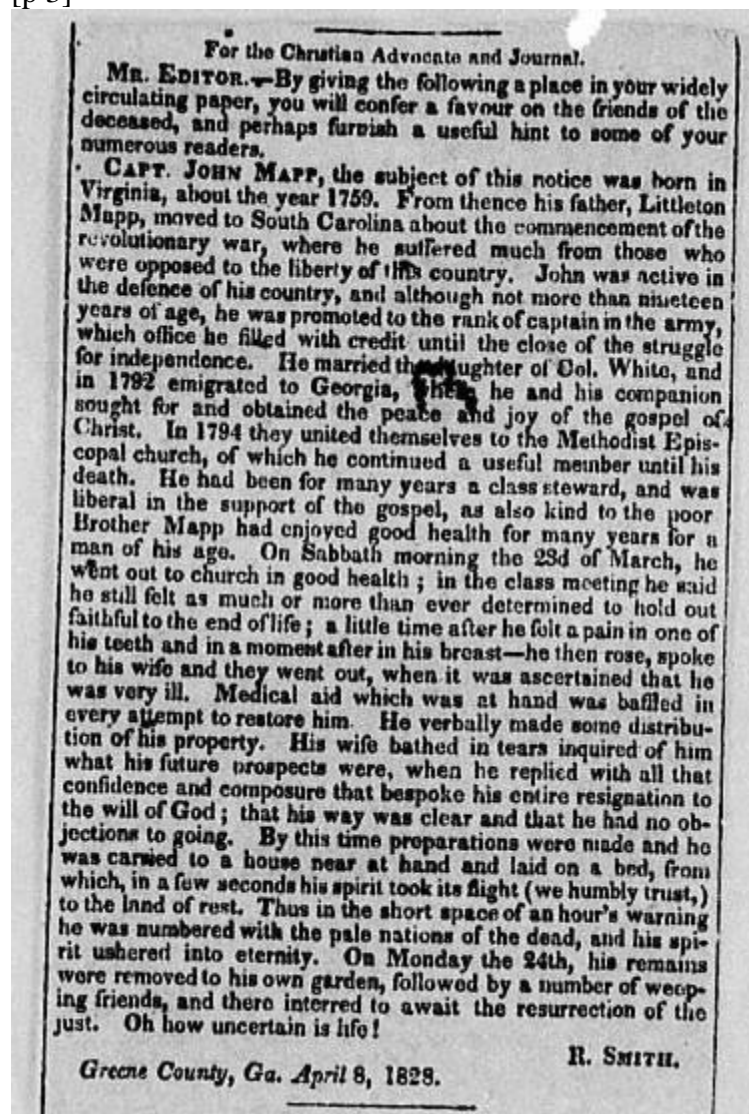 For the Christian Advocate and Journal.
MR. EDITOR.—By giving the following a place in your widely
circulating paper, you will confer a favour on the friends of the
deceased, and perhaps furnish a useful hint to some of your
numerous readers.
CAPT. JOHN MAPP, the subject of this notice was born in
Virginia, about the year 1759. From thence his father, Littleton
Mapp, moved to South Carolina about the commencement of the
revolutionary war, where he suffered much from those who
were opposed to the liberty of this country. John was active in
the defence of his country, and although not more than nineteen
years of age, he was promoted to the rank of captain in the army,
which office he filled with credit until the close of the struggle
for independence. He married the daughter of Col. White, and
in 1792 emigrated to Georgia, where he and his companion
sought for and obtained the peace and joy of the gospel of
Christ. In 1794 they united themselves to the Methodist Epis-
copal church, of which he continued a useful member until his
death. He had been for many years a class steward, and was
liberal in the support of the gospel, as also kind to the poor
Brother Mapp had enjoyed good health for many years for a
man of his age. On Sabbath morning the 23d of March, he
went out to church in good health; in the class meeting he said
he still felt as much or more than ever determined to hold out
faithful to the end of life; a little time after he felt a pain in one of
his teeth and in a moment after in his breast—he then rose, spoke
to his wife and they went out, when it was ascertained that he
was very ill. Medical aid which was at hand was baffled in
every attempt to restore him. He verbally made some distribu-
tion of his property. His wife bathed in tears inquired of him
what his future prospects were, when he replied with all that
confidence and composure that bespoke his entire resignation to
the will of God; that his way was clear and that he had no ob-
jections to going. By this time preparations were made and he
was carried to a house near at hand and laid on a bed, from
which, in a few seconds his spirit took its flight (we humbly trust,)
to the land of rest. Thus in the short space of an hour's warning
he was numbered with the pale nations of the dead, and his spi-
rit ushered into eternity. On Monday the 24th, his remains
were removed to his own garden, followed by a number of weep-
ing friends, and there interred to await the resurrection of the
just. Oh how uncertain is life!
R. SMITH.
Greene County, Ga. April 8, 1828.